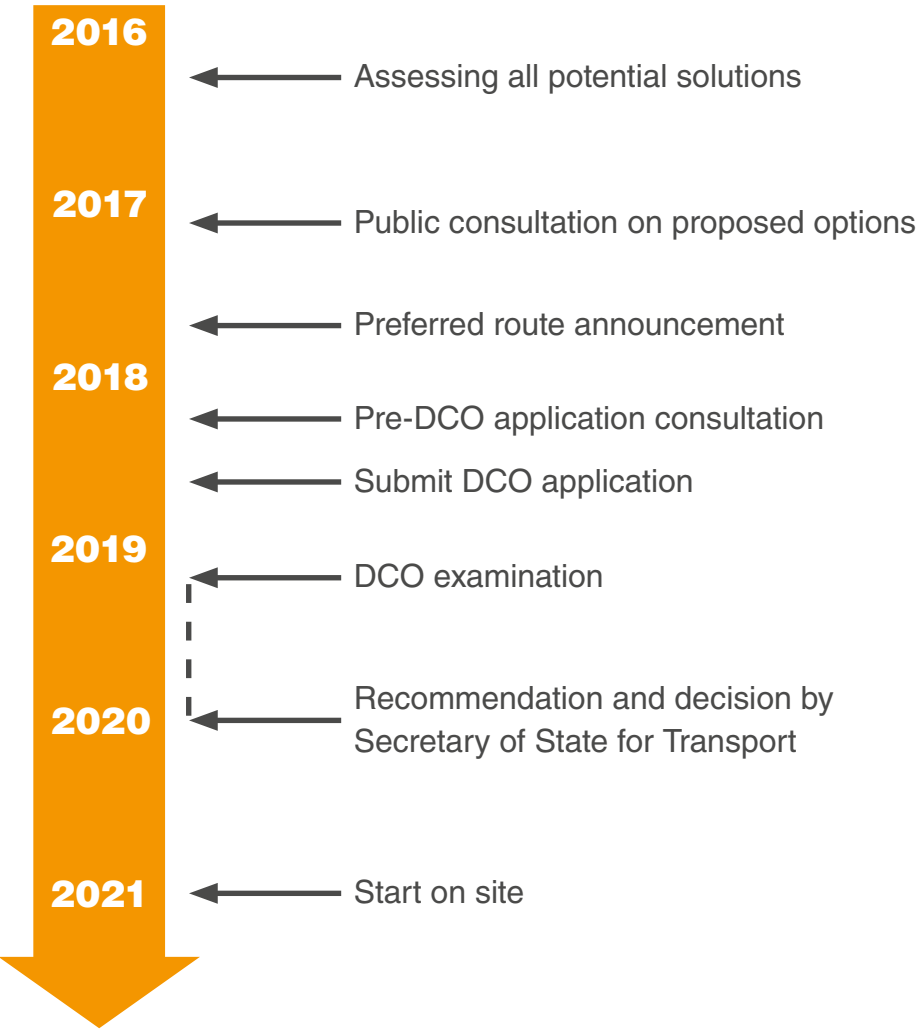 2016
Assessing all potential solutions
2017
Public consultation on proposed options
Preferred route announcement
2018
Pre-DCO application consultation
Submit DCO application
2019
DCO examination
2020
Recommendation and decision by
Secretary of State for Transport
2021
Start on site